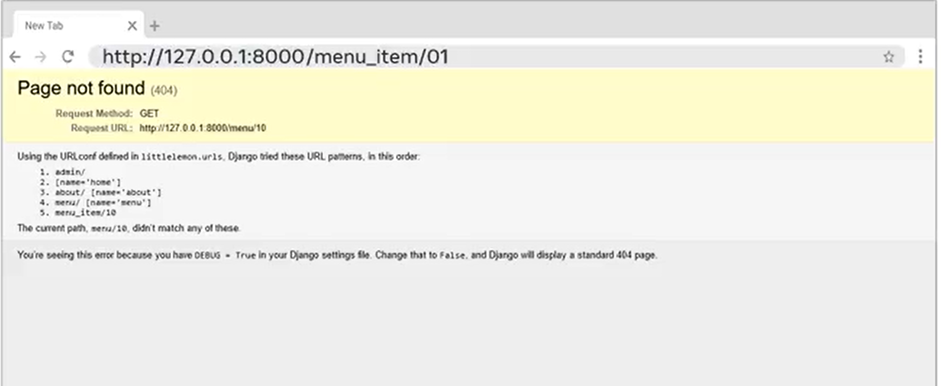 New Tab
http://127.0.0.1:8000/menu_item/01
Page not found (404)
Request Method: GET
Request URL: http://127.0.0.1:8000/menu/10
Using the URLconf defined in littlelemon.urls, Django tried these URL patterns, in this order:
1. admin/
2. [name='home']
3. about/ [name='about']
4. menu/ [name='menu']
5. menu_item/10
The current path, menu/10, didn't match any of these.
You're seeing this error because you have DEBUG = True in your Django settings file. Change that to False, and Django will display a standard 404 page.